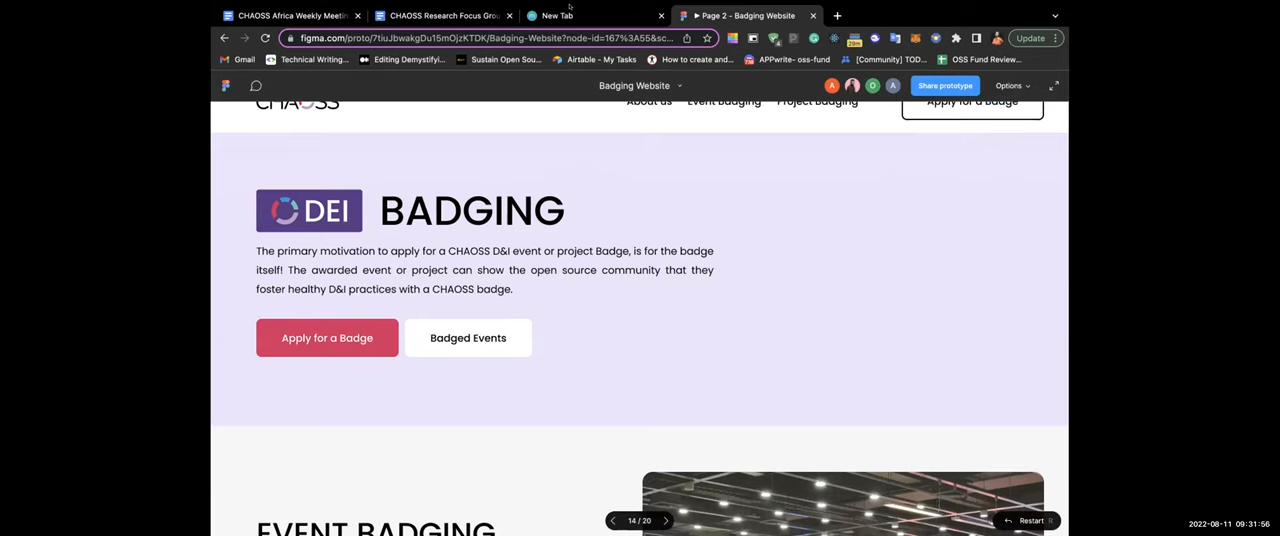 CHAOSS Africa Weekly Meetin
CHAOSS Research Focus Grou
New Tab
Page 2 - Badging Website
figma.com/proto/7tiuJbwakgDu15mOjzKTDK/Badging-Website?node-id=167%3A55&sc...
Update
Gmail
Technical Writing...
Editing Demystifyi...
Sustain Open Sou...
Airtable - My Tasks
How to create and...
APPwrite- oss-fund
[Community] TOD...
OSS Fund Review...
Badging Website
A
O
A
Share prototype
Options
CHAOSS
About us
Event Badging
Project Badging
Apply for a Badge
DEI BADGING
The primary motivation to apply for a CHAOSS D&I event or project Badge, is for the badge
itself! The awarded event or project can show the open source community that they
foster healthy D&I practices with a CHAOSS badge.
Apply for a Badge
Badged Events
EVENT BADGING
14 / 20
Restart R
2022-08-11 09:31:56